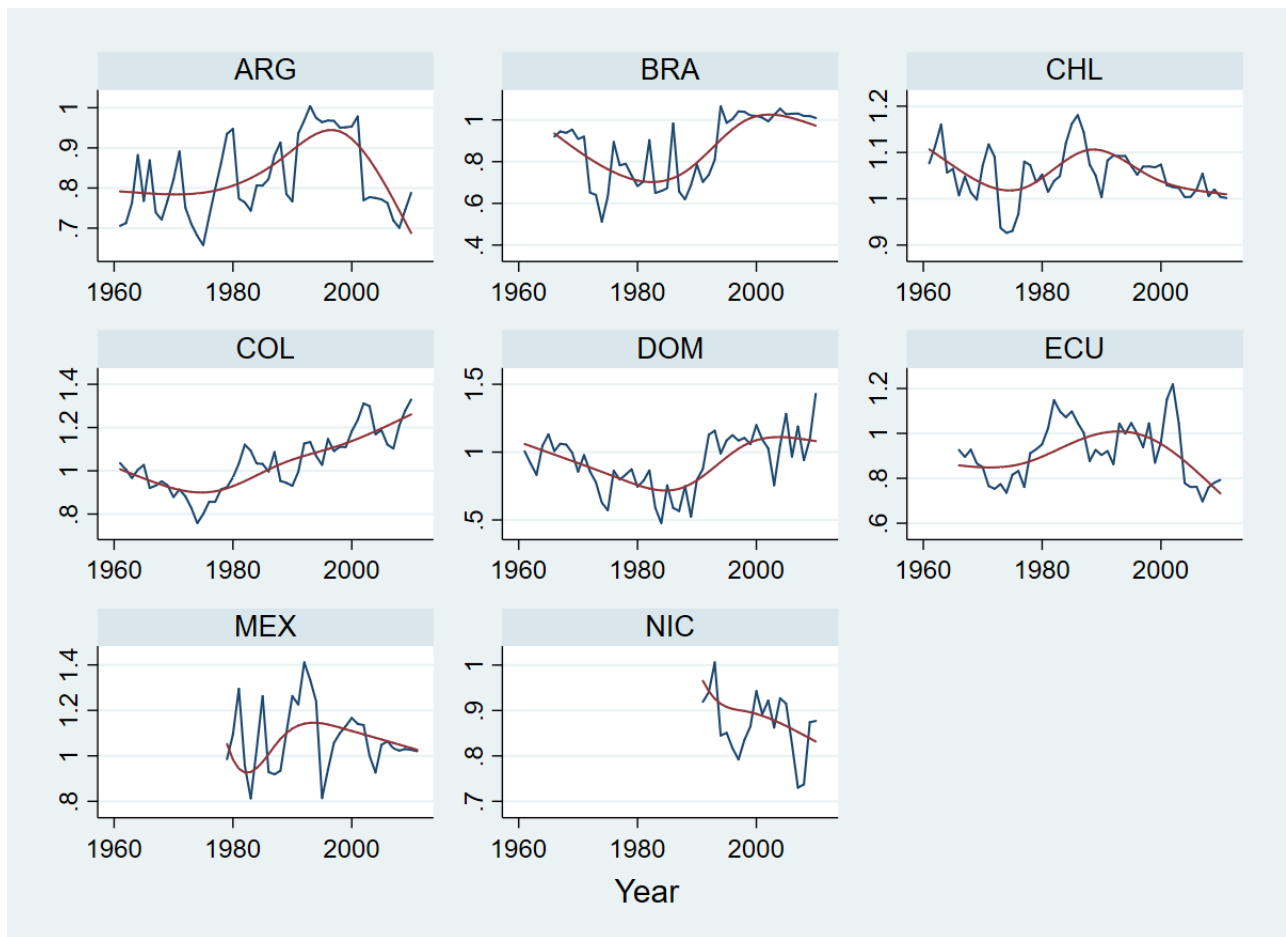 ARG BRA CHL
1 1 1.2
.9 .8 1.1
.8 .6 1
.7 .4 .9
1960 1980 2000 1960 1980 2000 1960 1980 2000
COL DOM ECU
1.4 1.5 1.2
1.2 1 1
1 .5 .8
.8 .6
1960 1980 2000 1960 1980 2000 1960 1980 2000
MEX NIC
1.4 1
1.2 .9
1 .8
.8 .7
1960 1980 2000 1960 1980 2000
Year